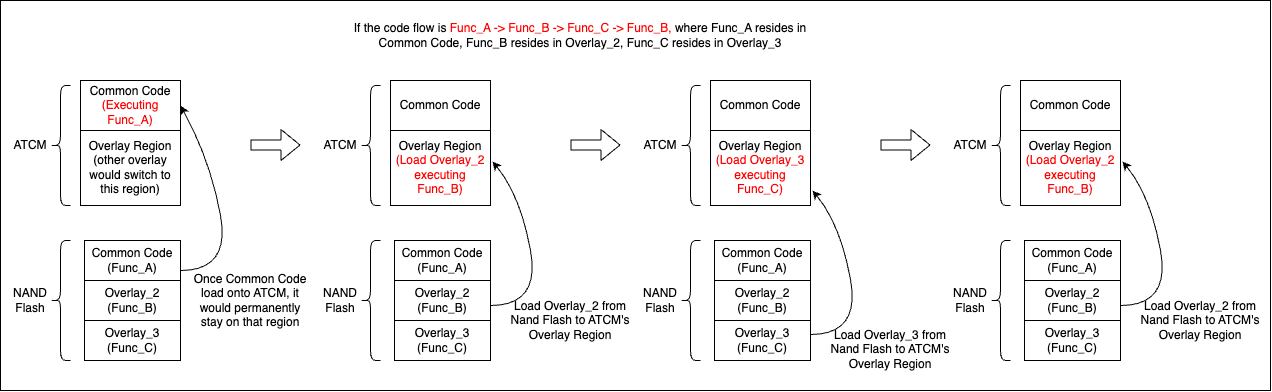 If the code flow is Func_A -> Func_B -> Func_C -> Func_B, where Func_A resides in
Common Code, Func_B resides in Overlay_2, Func_C resides in Overlay_3
ATCM
Common Code
(Executing
Func_A)
Overlay Region
(other overlay
would switch to
this region)
NAND
Flash
Common Code
(Func_A)
Overlay_2
(Func_B)
Overlay_3
(Func_C)
Once Common Code
load onto ATCM, it
would permanently
stay on that region
ATCM
Common Code
Overlay Region
(Load Overlay_2
executing
Func_B)
NAND
Flash
Common Code
(Func_A)
Overlay_2
(Func_B)
Overlay_3
(Func_C)
Load Overlay_2 from
Nand Flash to ATCM's
Overlay Region
ATCM
Common Code
Overlay Region
(Load Overlay_3
executing
Func_C)
NAND
Flash
Common Code
(Func_A)
Overlay_2
(Func_B)
Overlay_3
(Func_C)
Load Overlay_3 from
Nand Flash to ATCM's
Overlay Region
ATCM
Common Code
Overlay Region
(Load Overlay_2
executing
Func_B)
NAND
Flash
Common Code
(Func_A)
Overlay_2
(Func_B)
Overlay_3
(Func_C)
Load Overlay_2 from
Nand Flash to ATCM's
Overlay Region